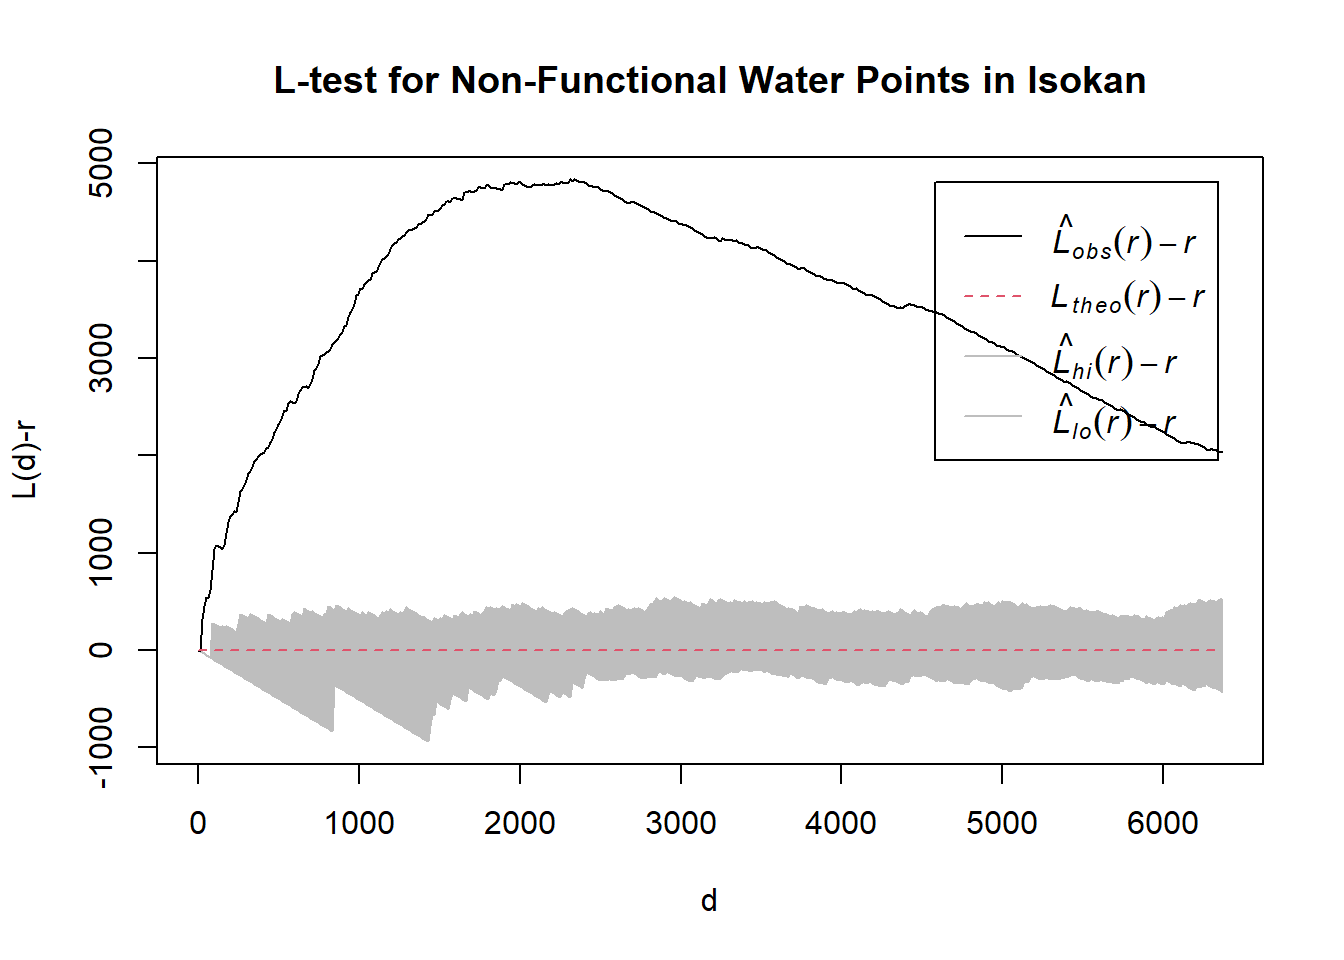 L-test for Non-Functional Water Points in Isokan
L(d)-r
5000
3000
1000
0
-1000
L̂obs(r) − r
Ltheo(r) − r
L̂hi(r) − r
L̂lo(r) − r
0 1000 2000 3000 4000 5000 6000
d